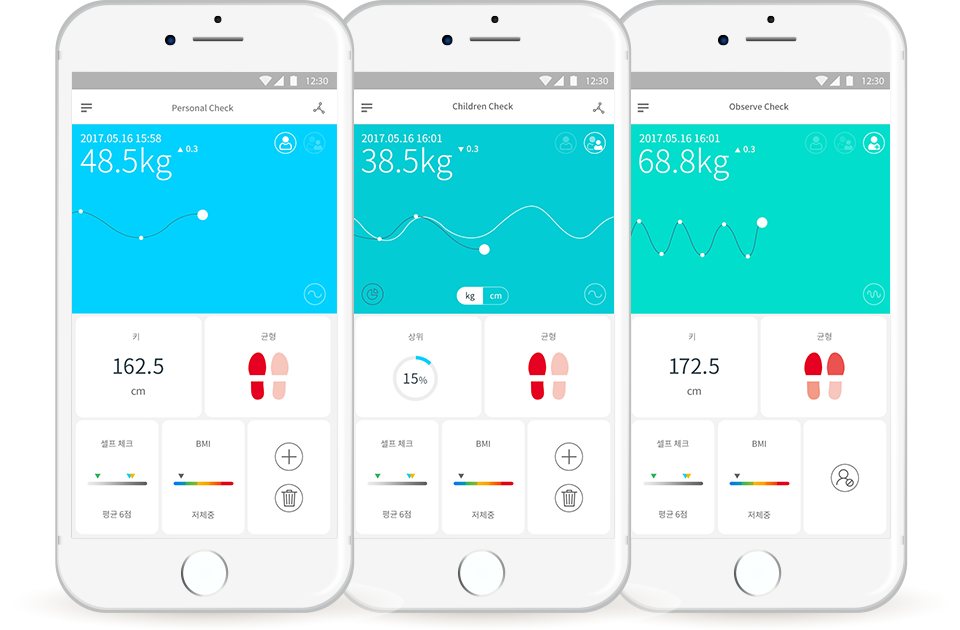 12:30
Personal Check
2017.05.16 15:58
48.5kg ▲ 0.3
키
162.5
cm
균형
셀프 체크
평균 6점
BMI
저체중
12:30
Children Check
2017.05.16 16:01
38.5kg ▼ 0.3
kg cm
상위
15%
균형
셀프 체크
평균 6점
BMI
저체중
12:30
Observe Check
2017.05.16 16:01
68.8kg ▲ 0.3
키
172.5
cm
균형
셀프 체크
평균 6점
BMI
저체중